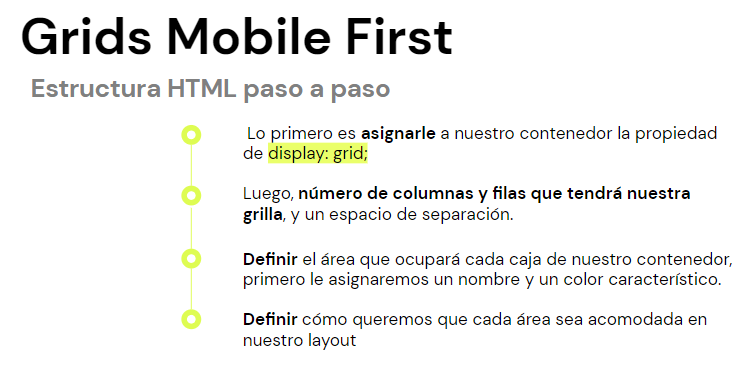 Grids Mobile First
Estructura HTML paso a paso
Lo primero es asignarle a nuestro contenedor la propiedad
de display: grid;
Luego, número de columnas y filas que tendrá nuestra
grilla, y un espacio de separación.
Definir el área que ocupará cada caja de nuestro contenedor,
primero le asignaremos un nombre y un color característico.
Definir cómo queremos que cada área sea acomodada en
nuestro layout